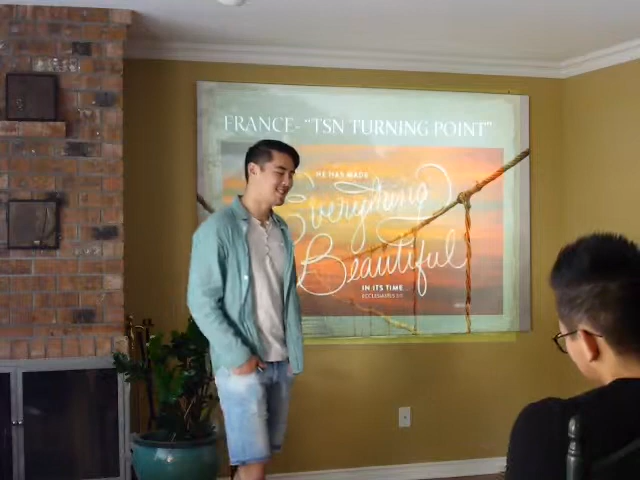 FRANCE- "TSN TURNING POINT"
HE HAS MADE
Everything
Beautiful
IN ITS TIME